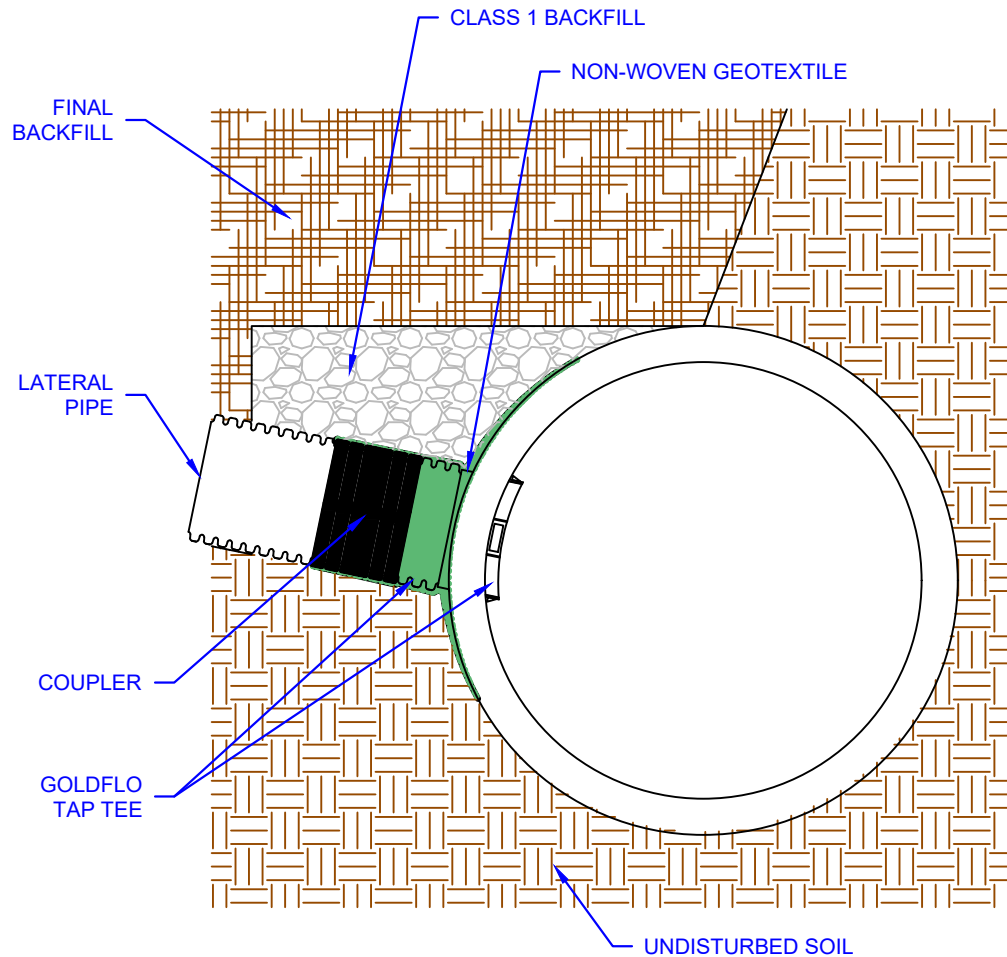 CLASS 1 BACKFILL
NON-WOVEN GEOTEXTILE
FINAL
BACKFILL
LATERAL
PIPE
COUPLER
GOLDFLO
TAP TEE
UNDISTURBED SOIL